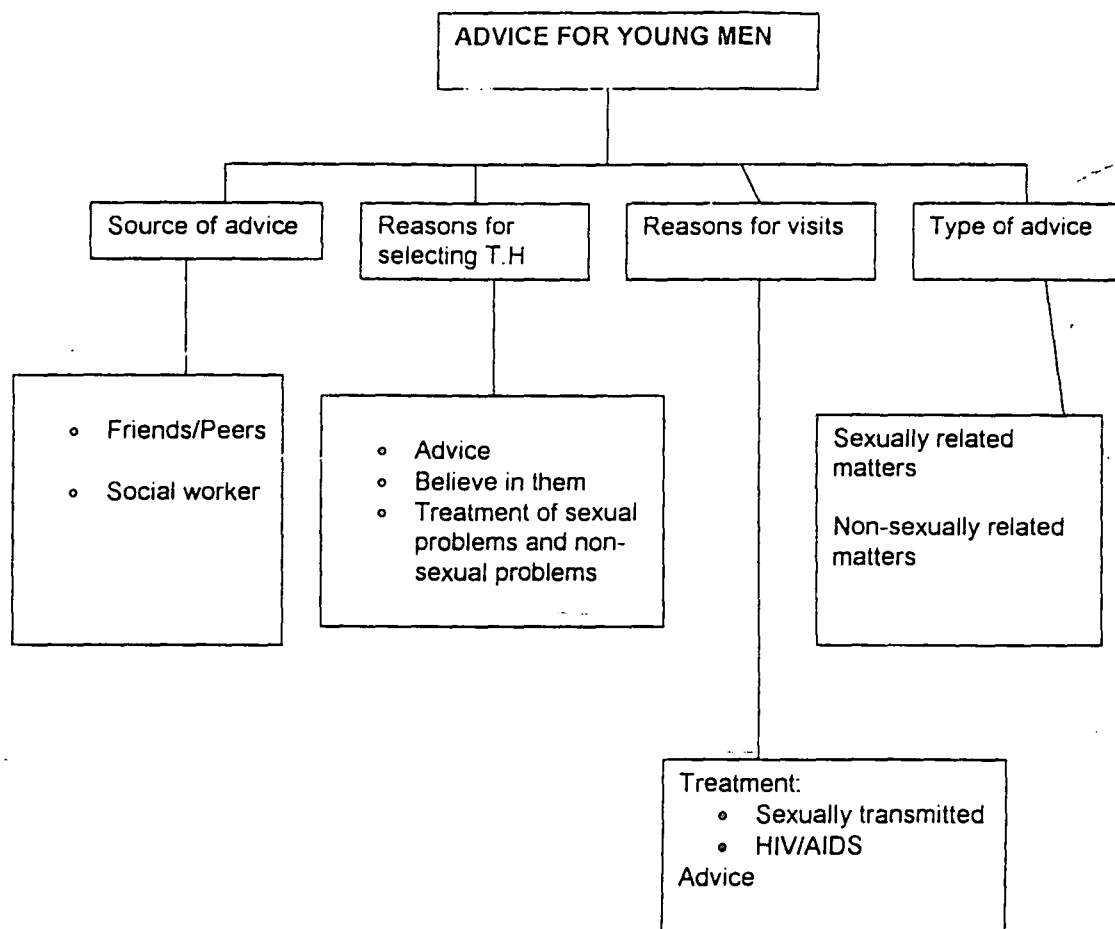 ADVICE FOR YOUNG MEN
Source of advice
Reasons for
selecting T.H
Reasons for visits
Type of advice
• Friends/Peers
• Social worker
• Advice
• Believe in them
• Treatment of sexual
problems and non-
sexual problems
Sexually related
matters
Non-sexually related
matters
Treatment:
• Sexually transmitted
• HIV/AIDS
Advice